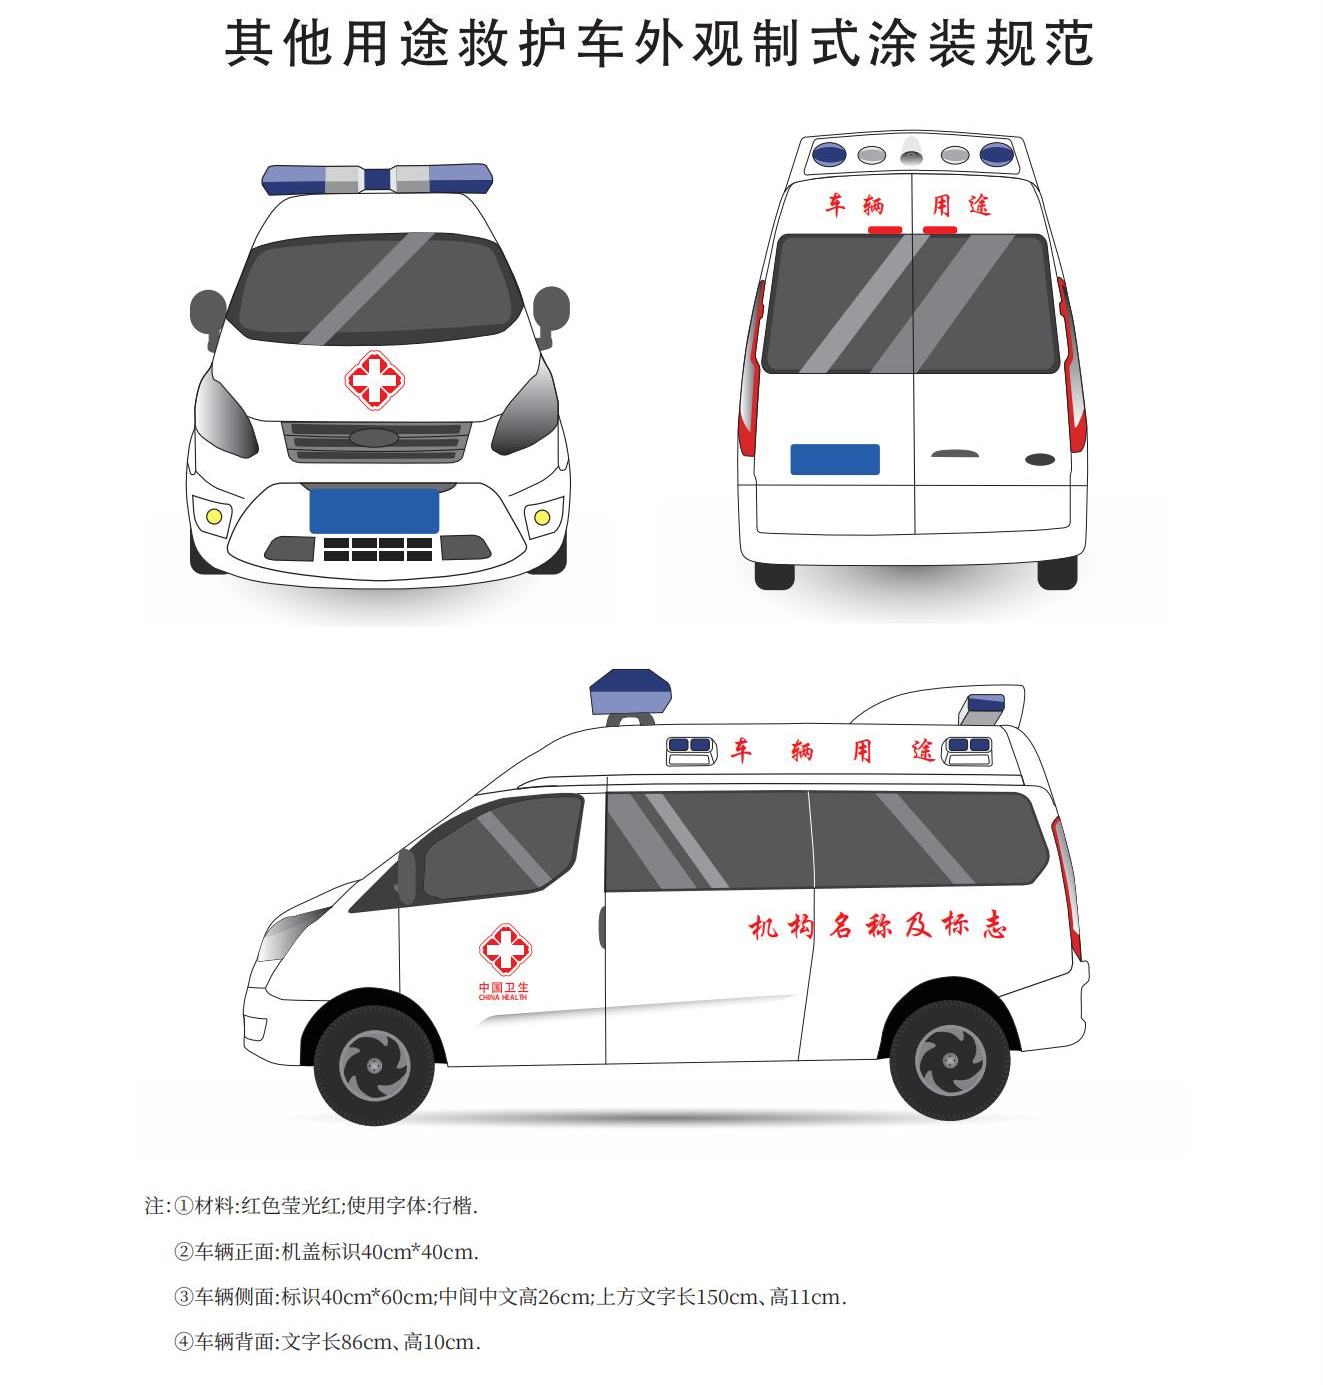 其他用途救护车外观制式涂装规范
车辆 用途
车辆用途
机构名称及标志
中国卫生
CHINA HEALTH
注:①材料:红色莹光红;使用字体:行楷.
②车辆正面:机盖标识40cm*40cm.
③车辆侧面:标识40cm*60cm;中间中文高26cm;上方文字长150cm、高11cm.
④车辆背面:文字长86cm、高10cm.